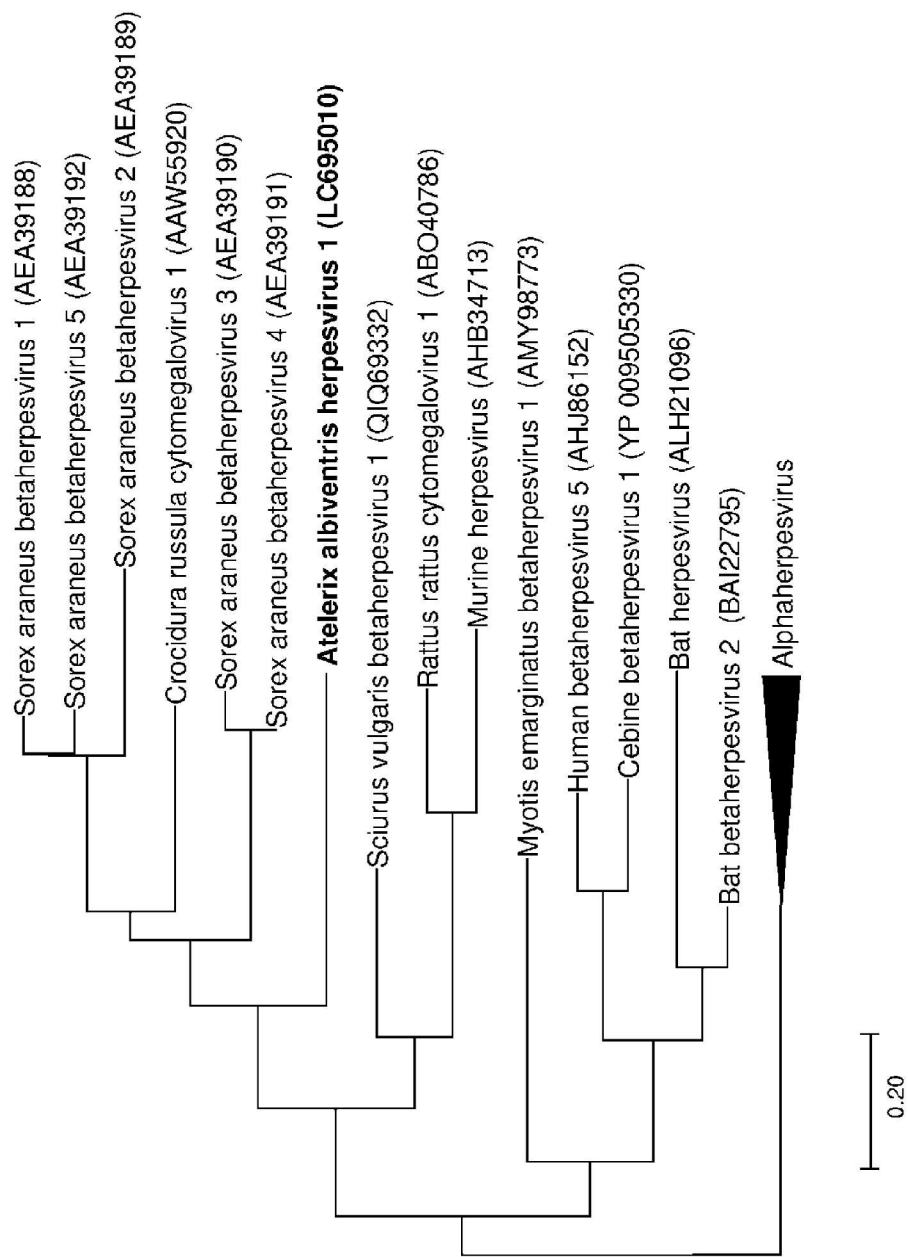 Sorex araneus betaherpesvirus 1 (AEA39188)
Sorex araneus betaherpesvirus 5 (AEA39192)
Sorex araneus betaherpesvirus 2 (AEA39189)
Crocidura russula cytomegalovirus 1 (AAW55920)
Sorex araneus betaherpesvirus 3 (AEA39190)
Sorex araneus betaherpesvirus 4 (AEA39191)
Atelerix albiventris herpesvirus 1 (LC695010)
Sciurus vulgaris betaherpesvirus 1 (QIQ69332)
Rattus rattus cytomegalovirus 1 (ABO40786)
Murine herpesvirus (AHB34713)
Myotis emarginatus betaherpesvirus 1 (AMY98773)
Human betaherpesvirus 5 (AHJ86152)
Cebine betaherpesvirus 1 (YP 009505330)
Bat herpesvirus (ALH21096)
Bat betaherpesvirus 2 (BAI22795)
Alphaherpesvirus
0.20